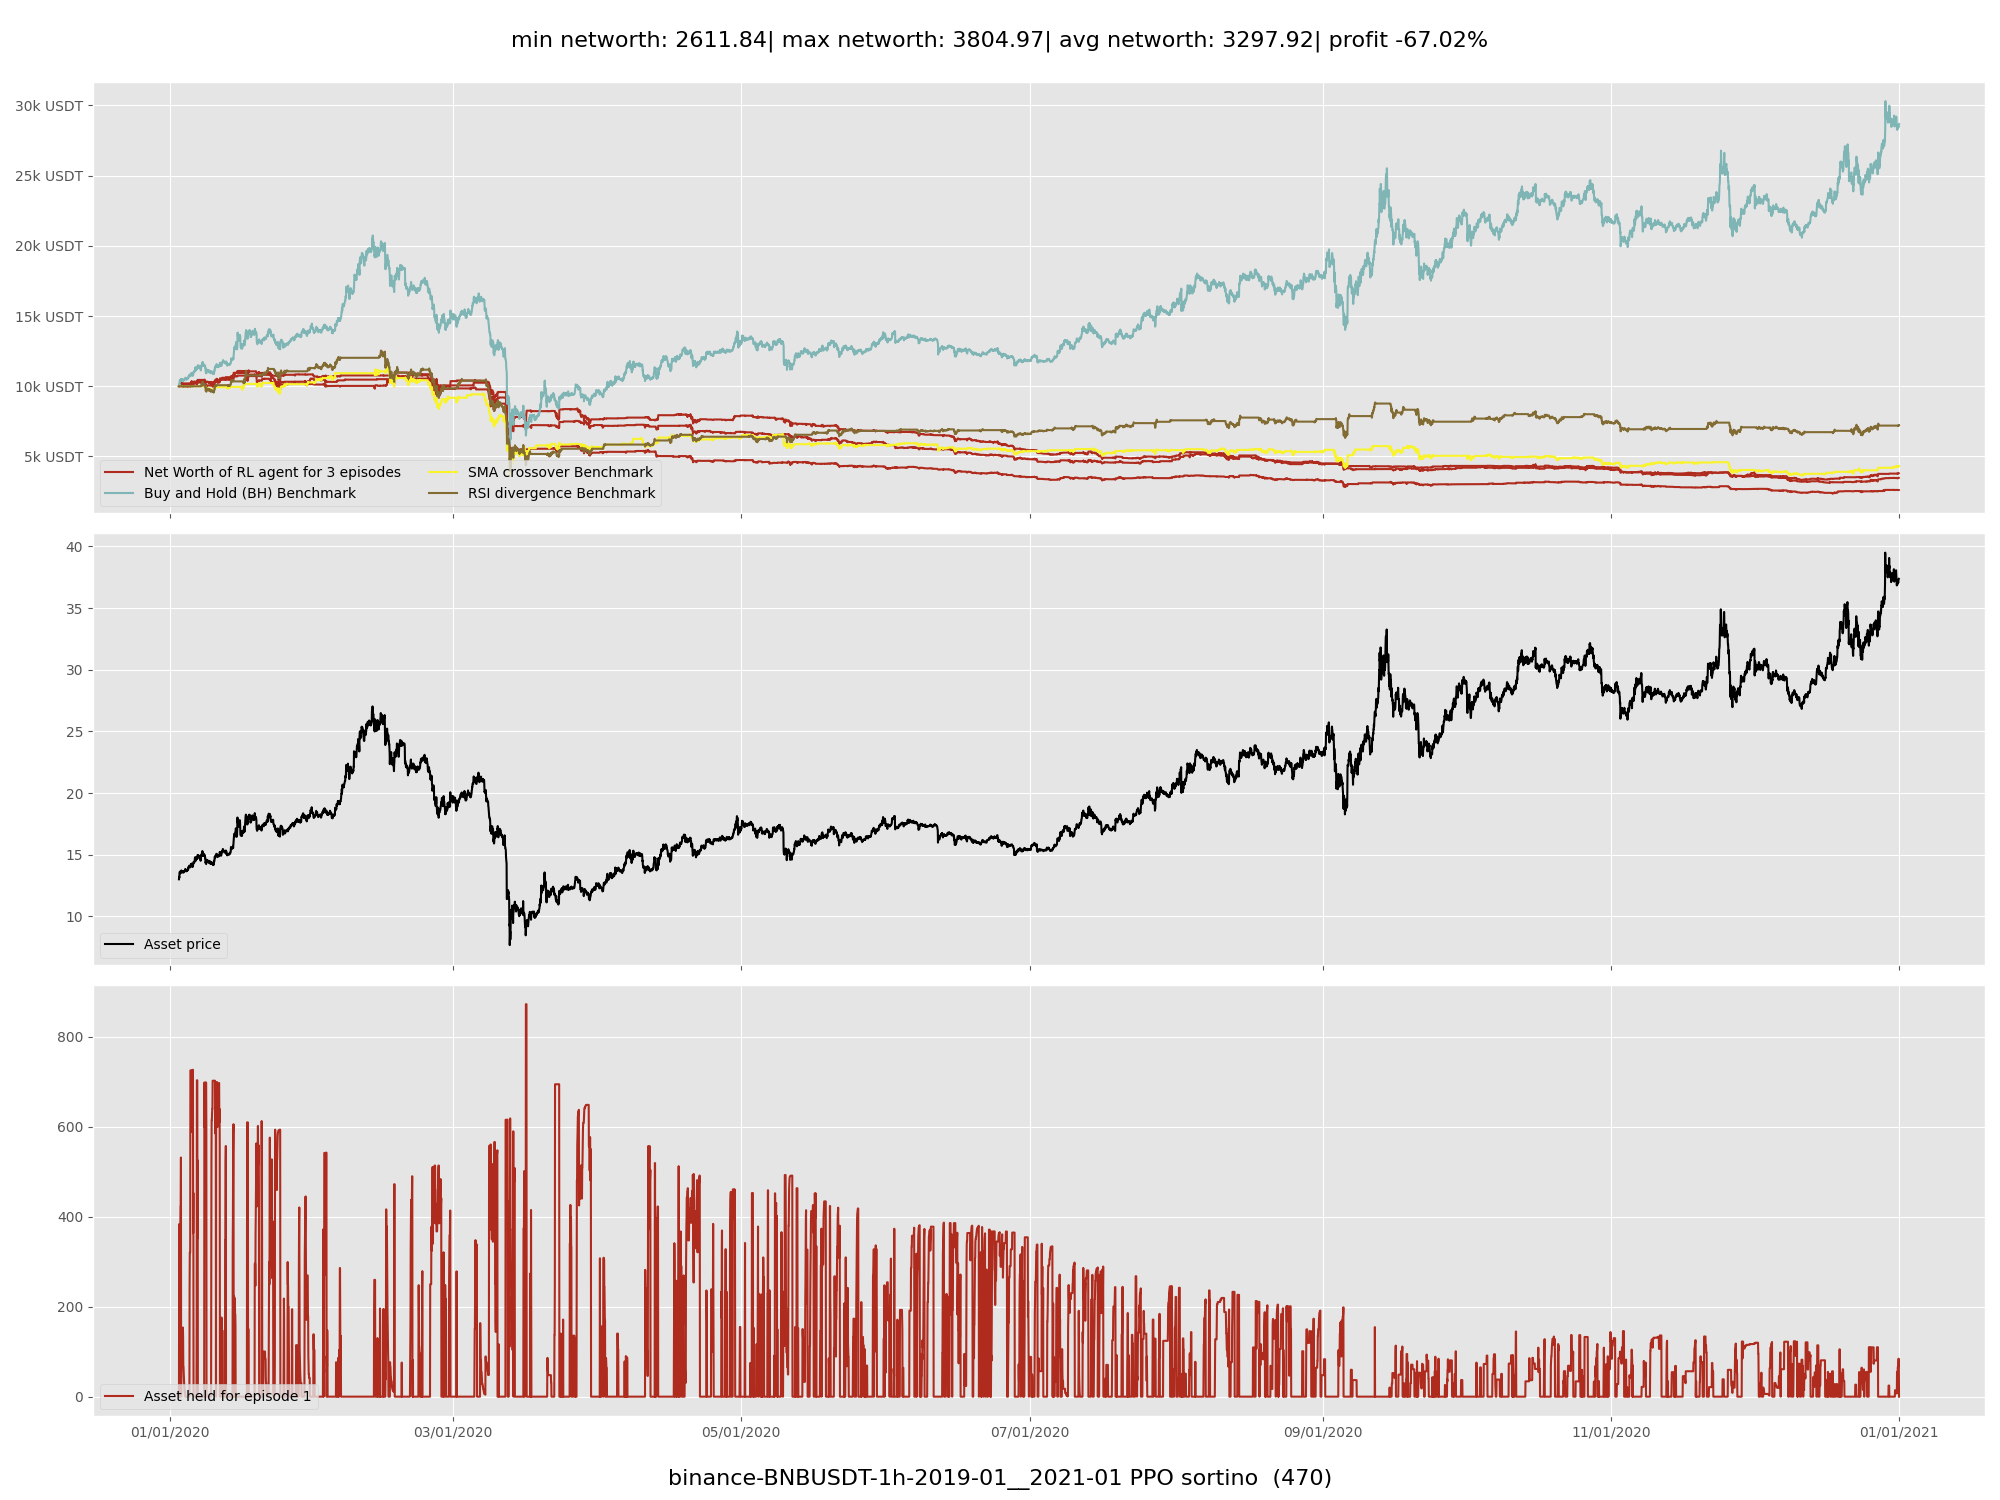 min networth: 2611.84| max networth: 3804.97| avg networth: 3297.92| profit -67.02%
30k USDT
25k USDT
20k USDT
15k USDT
10k USDT
5k USDT
Net Worth of RL agent for 3 episodes
Buy and Hold (BH) Benchmark
SMA crossover Benchmark
RSI divergence Benchmark
40
35
30
25
20
15
10
Asset price
800
600
400
200
0
Asset held for episode 1
01/01/2020
03/01/2020
05/01/2020
07/01/2020
09/01/2020
11/01/2020
01/01/2021
binance-BNBUSDT-1h-2019-01__2021-01 PPO sortino (470)